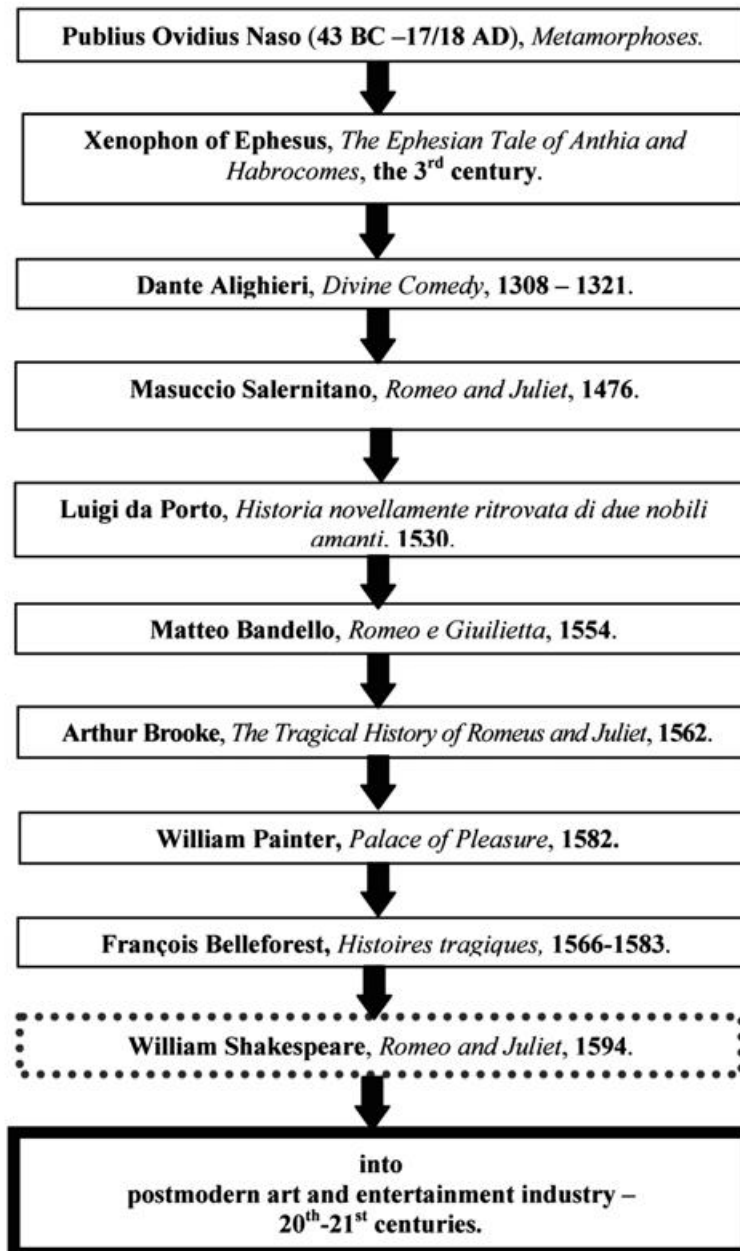 Publius Ovidius Naso (43 BC –17/18 AD), Metamorphoses.
Xenophon of Ephesus, The Ephesian Tale of Anthia and
Habrocomes, the 3rd century.
Dante Alighieri, Divine Comedy, 1308 – 1321.
Masuccio Salernitano, Romeo and Juliet, 1476.
Luigi da Porto, Historia novellamente ritrovata di due nobili
amanti, 1530.
Matteo Bandello, Romeo e Giuilietta, 1554.
Arthur Brooke, The Tragical History of Romeus and Juliet, 1562.
William Painter, Palace of Pleasure, 1582.
François Belleforest, Histoires tragiques, 1566-1583.
William Shakespeare, Romeo and Juliet, 1594.
into
postmodern art and entertainment industry –
20th-21st centuries.